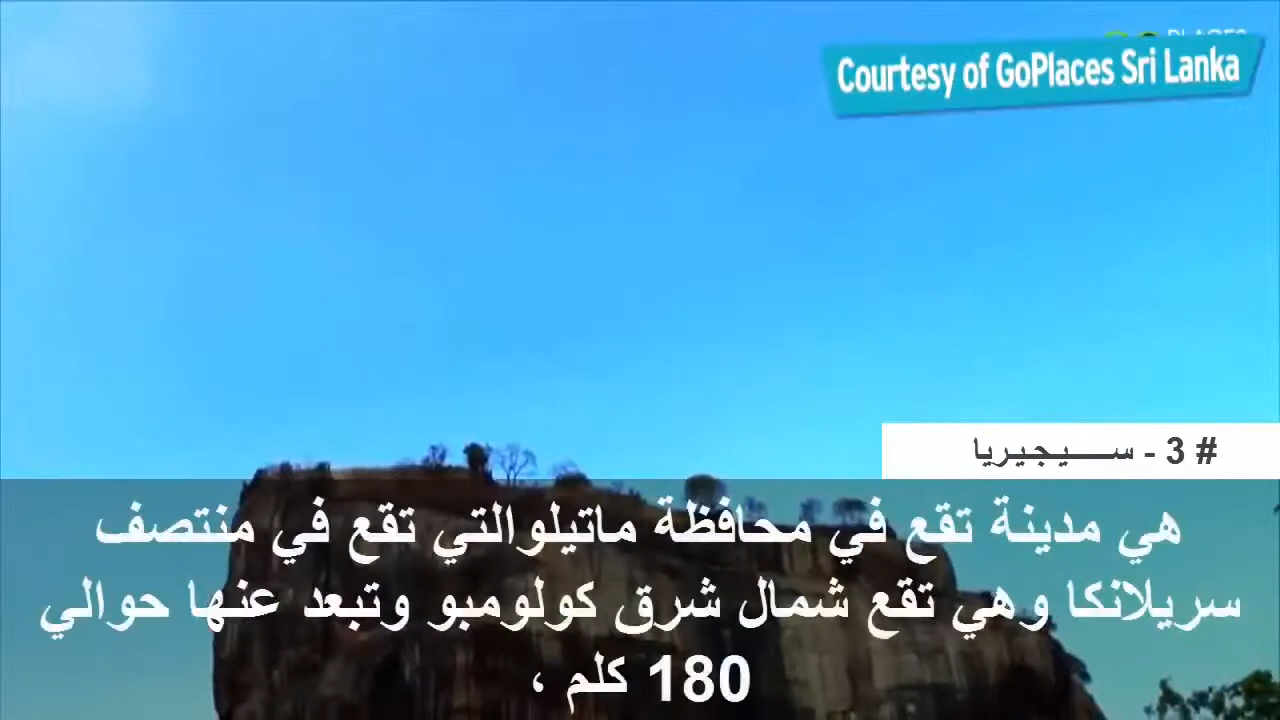 Courtesy of GoPlaces Sri Lanka
# 3 - سيجيريا
هي مدينة تقع في محافظة ماتيلوالتي تقع في منتصف
سريلانكا وهي تقع شمال شرق كولومبو وتبعد عنها حوالي
180 كلم ،